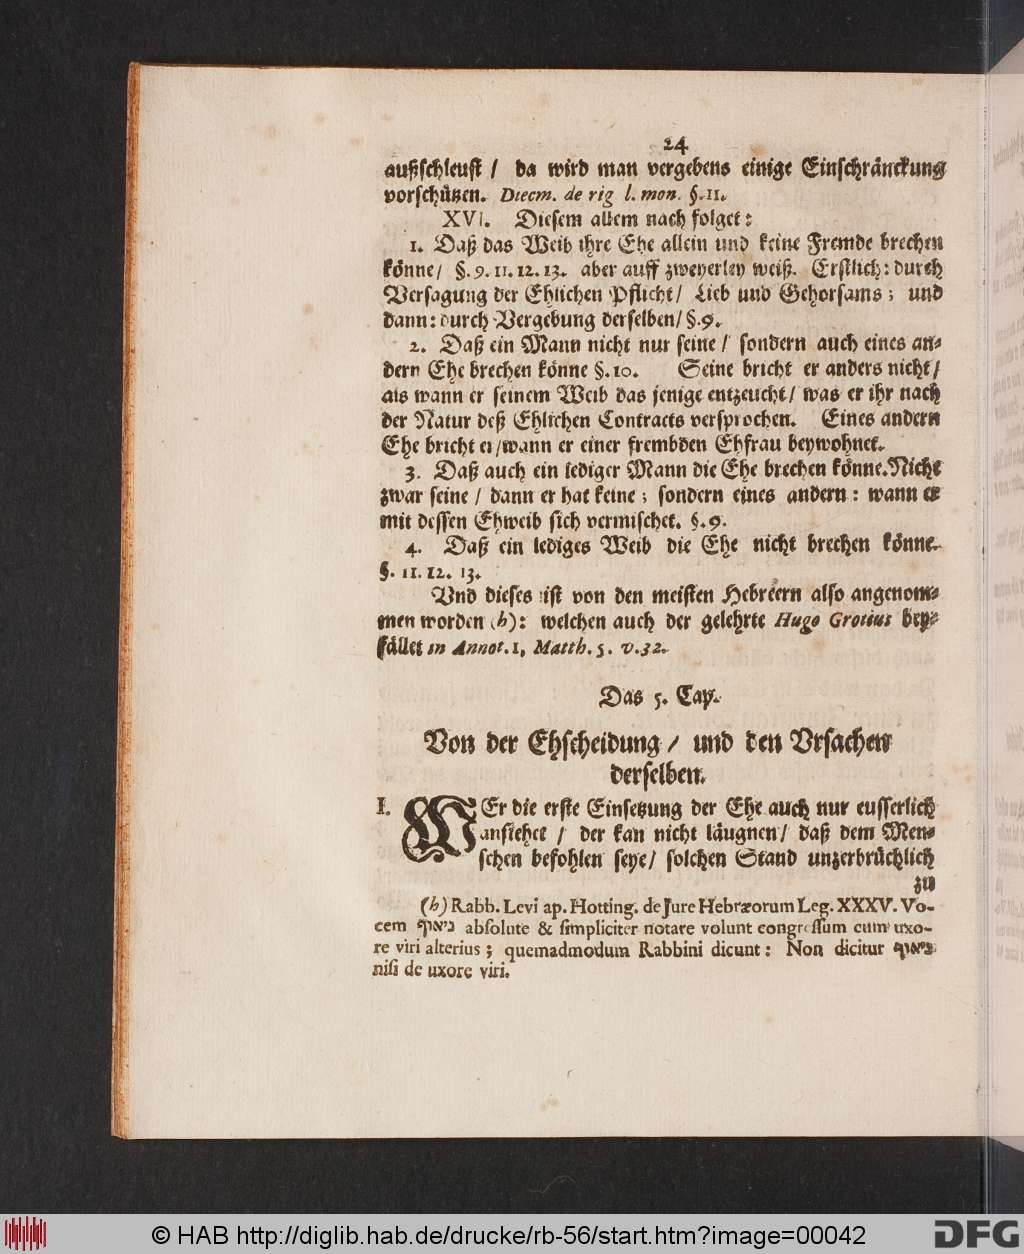 24
außschleust / da wird man vergebens einige Einschränckung
vorschützen. Diecm. de rig l. mon. §. 11.
XVI. Diesem allem nach folget:
1. Daß das Weib ihre Ehe allein und keine Fremde brechen
könne/ §. 9. 11. 12. 13. aber auff zweyerley weiß. Erstlich: durch
Versagung der Ehlichen Pflicht/ Lieb und Gehorsams; und
dann: durch Vergebung derselben/ §. 9.
2. Daß ein Mann nicht nur seine / sondern auch eines an-
dern Ehe brechen könne §. 10. Seine bricht er anders nicht/
als wann er seinem Weib das jenige entzeucht/ was er ihr nach
der Natur deß Ehlichen Contracts versprochen. Eines andern
Ehe bricht er/wann er einer frembden Ehfrau beywohnet.
3. Daß auch ein lediger Mann die Ehe brechen könne. Nicht
zwar seine / dann er hat keine; sondern eines andern: wann er
mit dessen Ehweib sich vermischet. §. 9.
4. Daß ein lediges Weib die Ehe nicht brechen könne.
§. 11. 12. 13.
Vnd dieses ist von den meisten Hebreern also angenom-
men worden (h): welchen auch der gelehrte Hugo Grotius bey-
fället in Annot. 1, Matth. 5. v. 32.
Das 5. Cap.
Von der Ehscheidung / und den Vrsachen
derselben.
I. WEr die erste Einsetzung der Ehe auch nur eusserlich
ansiehet / der kan nicht läugnen/ daß dem Men-
schen befohlen seye/ solchen Stand unzerbrüchlich
zu
(h) Rabb. Levi ap. Hotting. de Jure Hebræorum Leg. XXXV. Vo-
cem ניאוף absolute & simpliciter notare volunt congressum cum uxo-
re viri alterius; quemadmodum Rabbini dicunt: Non dicitur ניאוף
nisi de uxore viri.
© HAB http://diglib.hab.de/drucke/rb-56/start.htm?image=00042
DFG